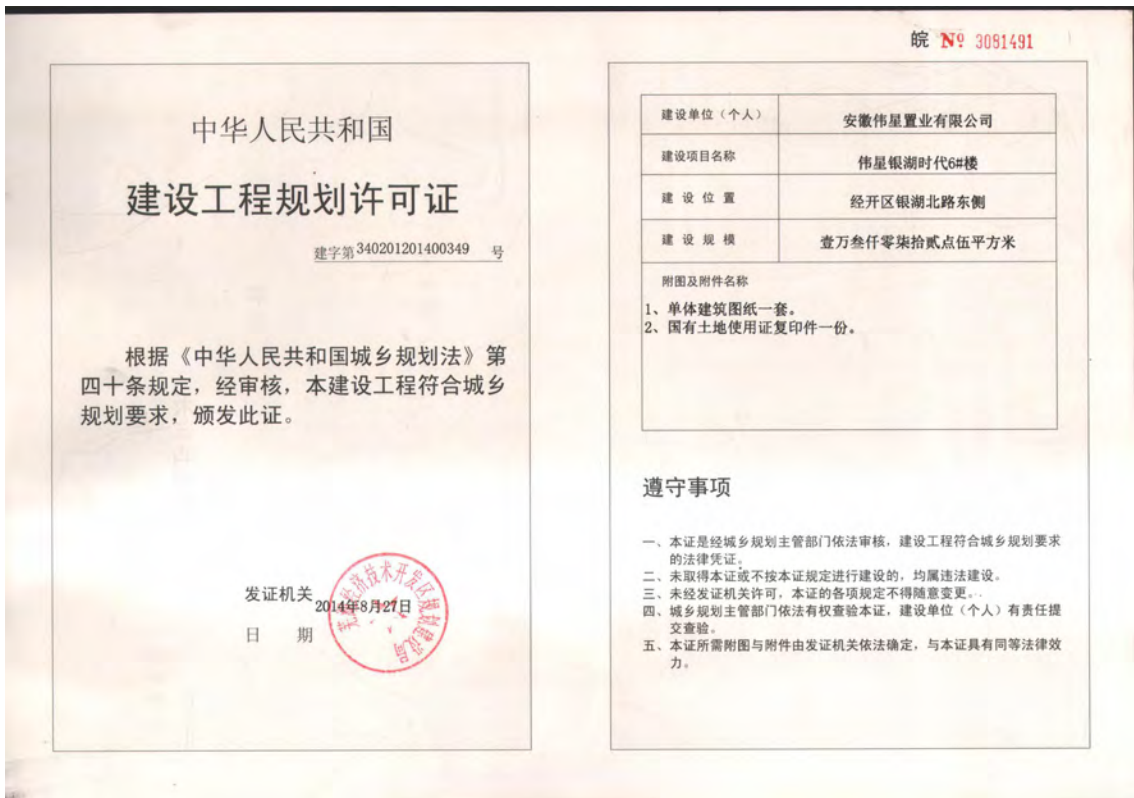 皖 Nº 3081491
中华人民共和国
建设工程规划许可证
建字第340201201400349 号
根据《中华人民共和国城乡规划法》第
四十条规定，经审核，本建设工程符合城乡
规划要求，颁发此证。
发证机关
2014年8月27日
日 期
芜湖经济技术开发区规划建设局
建设单位（个人） 安徽伟星置业有限公司
建设项目名称 伟星银湖时代6#楼
建 设 位 置 经开区银湖北路东侧
建 设 规 模 壹万叁仟零柒拾贰点伍平方米
附图及附件名称
1、单体建筑图纸一套。
2、国有土地使用证复印件一份。
遵守事项
一、本证是经城乡规划主管部门依法审核，建设工程符合城乡规划要求
的法律凭证。
二、未取得本证或不按本证规定进行建设的，均属违法建设。
三、未经发证机关许可，本证的各项规定不得随意变更。
四、城乡规划主管部门依法有权查验本证，建设单位（个人）有责任提
交查验。
五、本证所需附图与附件由发证机关依法确定，与本证具有同等法律效
力。